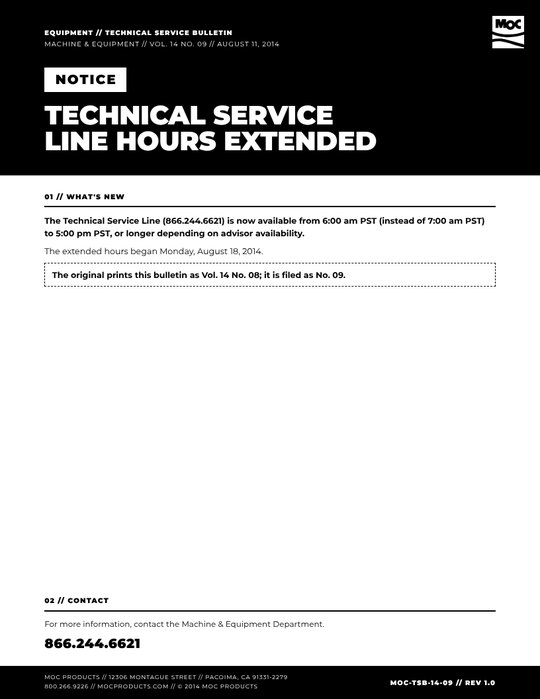 EQUIPMENT // TECHNICAL SERVICE BULLETIN
MACHINE & EQUIPMENT // VOL. 14 NO. 09 // AUGUST 11, 2014
MOC
NOTICE
TECHNICAL SERVICE
LINE HOURS EXTENDED
01 // WHAT'S NEW
The Technical Service Line (866.244.6621) is now available from 6:00 am PST (instead of 7:00 am PST)
to 5:00 pm PST, or longer depending on advisor availability.
The extended hours began Monday, August 18, 2014.
The original prints this bulletin as Vol. 14 No. 08; it is filed as No. 09.
02 // CONTACT
For more information, contact the Machine & Equipment Department.
866.244.6621
MOC PRODUCTS // 12306 MONTAGUE STREET // PACOIMA, CA 91331-2279
800.266.9226 // MOCPRODUCTS.COM // © 2014 MOC PRODUCTS
MOC-TSB-14-09 // REV 1.0